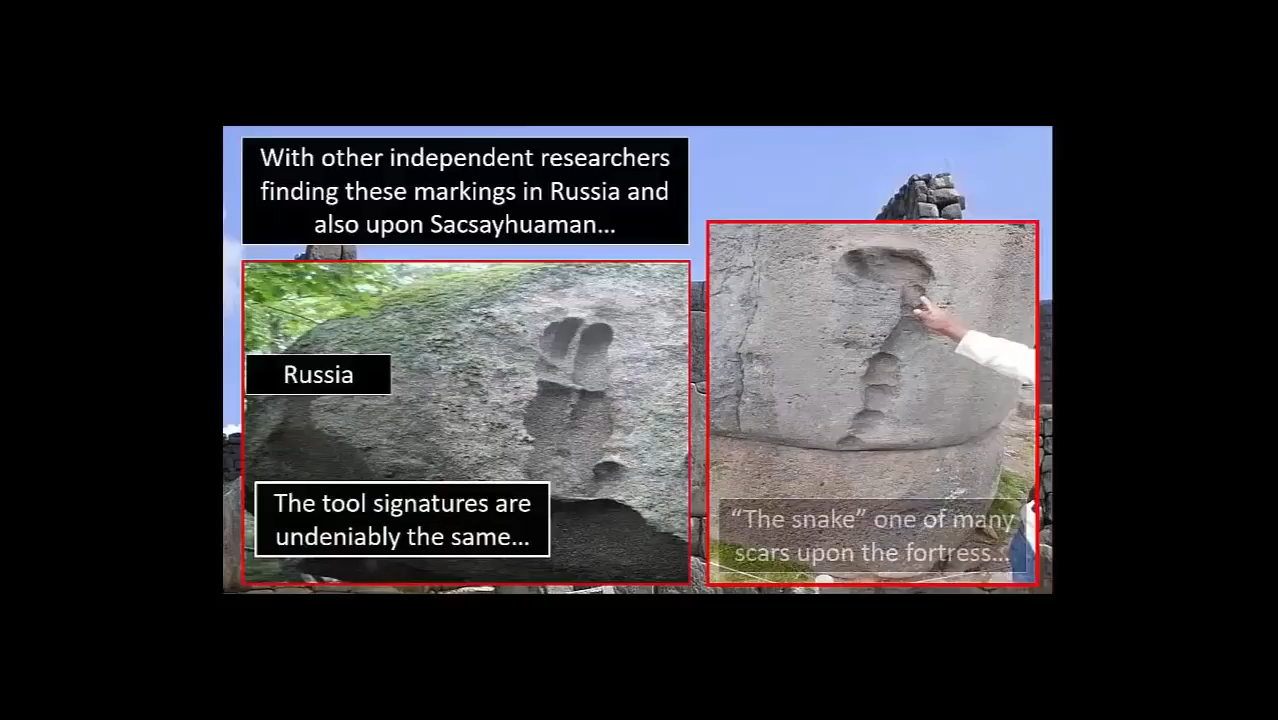 With other independent researchers
finding these markings in Russia and
also upon Sacsayhuaman...
Russia
The tool signatures are
undeniably the same...
“The snake” one of many
scars upon the fortress...